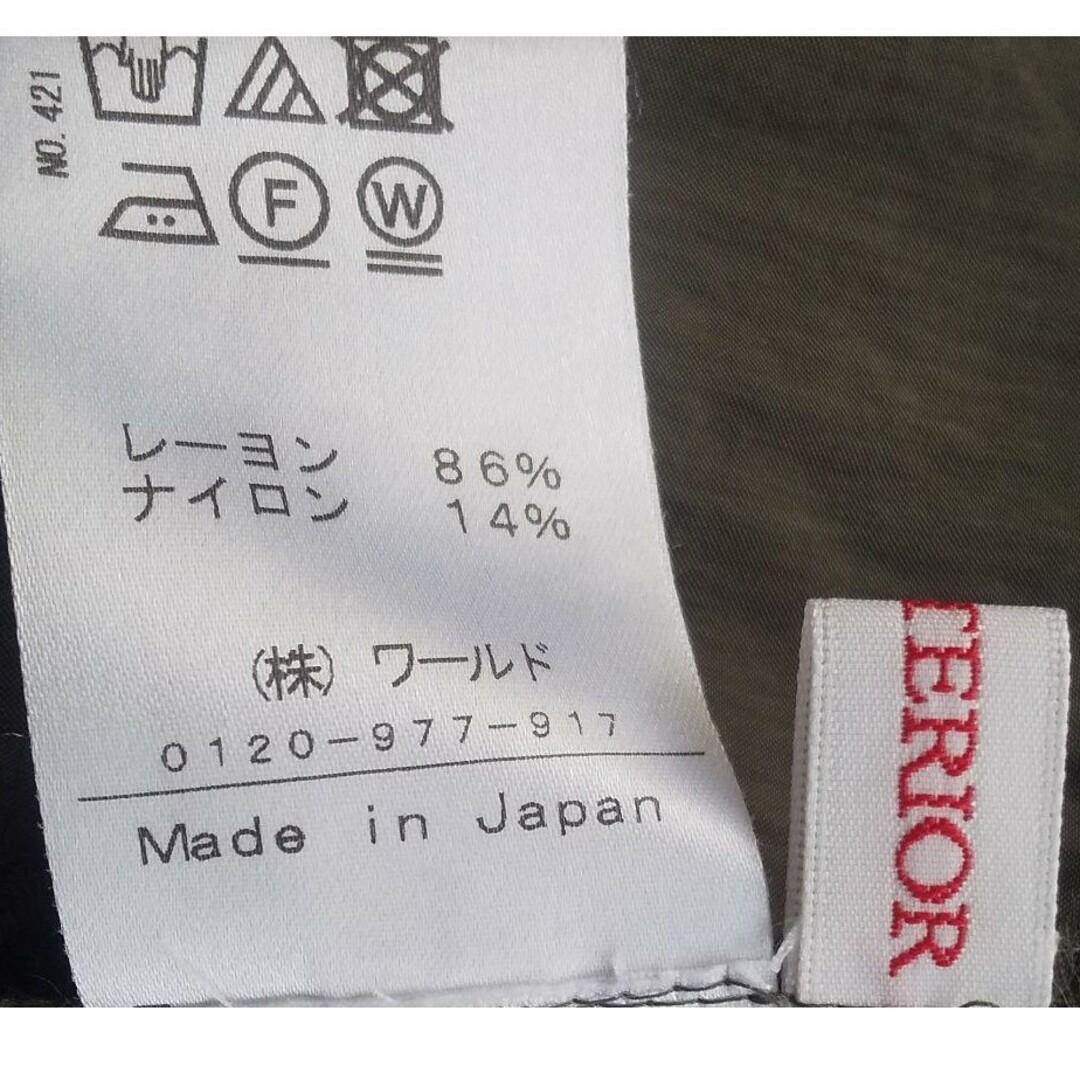 NO. 421
F
W
レーヨン 86%
ナイロン 14%
(株) ワールド
0120-977-917
Made in Japan
TERIOR